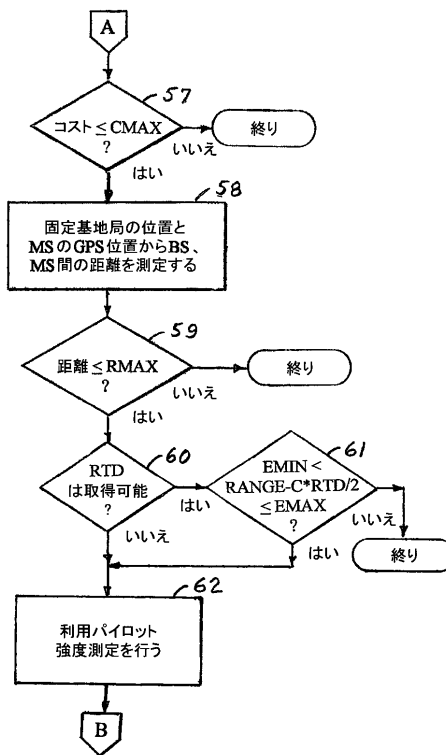 A
57
コスト≤CMAX
?
いいえ
終り
はい
58
固定基地局の位置と
MSのGPS位置からBS、
MS間の距離を測定する
59
距離≤RMAX
?
いいえ
終り
はい
60
RTD
は取得可能
?
はい
いいえ
61
EMIN <
RANGE-C*RTD/2
≤EMAX
?
いいえ
はい
終り
62
利用パイロット
強度測定を行う
B